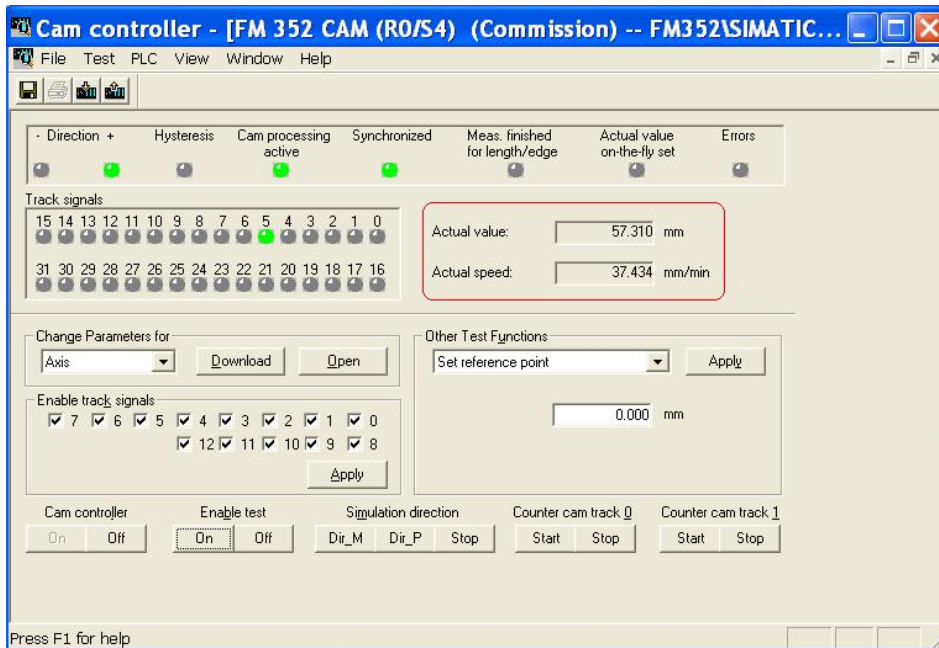 Cam controller - [FM 352 CAM (R0/S4) (Commission) -- FM352\SIMATIC...
File Test PLC View Window Help
- Direction + Hysteresis Cam processing active Synchronized Meas. finished for length/edge Actual value on-the-fly set Errors
Track signals
15 14 13 12 11 10 9 8 7 6 5 4 3 2 1 0
Actual value: 57.310 mm
31 30 29 28 27 26 25 24 23 22 21 20 19 18 17 16
Actual speed: 37.434 mm/min
Change Parameters for
Axis Download Open
Other Test Functions
Set reference point Apply
Enable track signals
7 6 5 4 3 2 1 0
0.000 mm
12 11 10 9 8
Apply
Cam controller Enable test Simulation direction Counter cam track 0 Counter cam track 1
On Off On Off Dir_M Dir_P Stop Start Stop Start Stop
Press F1 for help